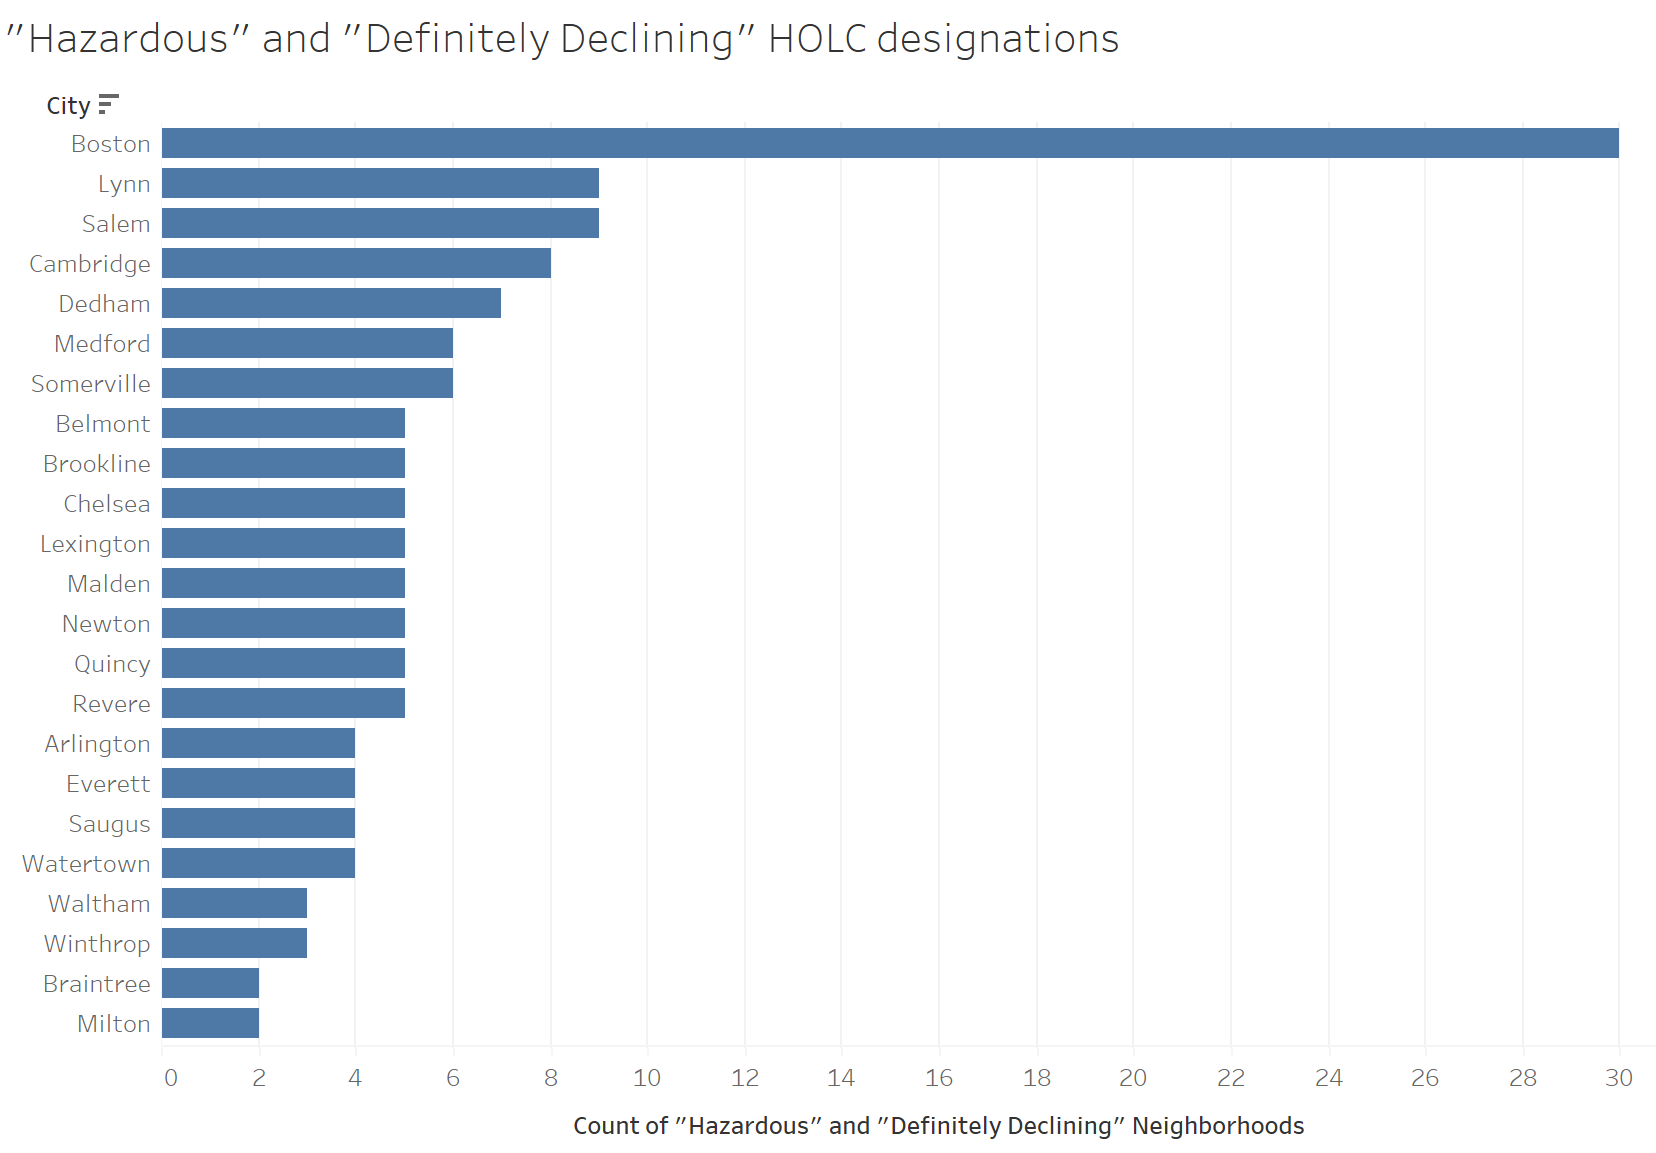 "Hazardous" and "Definitely Declining" HOLC designations
City
Boston
Lynn
Salem
Cambridge
Dedham
Medford
Somerville
Belmont
Brookline
Chelsea
Lexington
Malden
Newton
Quincy
Revere
Arlington
Everett
Saugus
Watertown
Waltham
Winthrop
Braintree
Milton
0 2 4 6 8 10 12 14 16 18 20 22 24 26 28 30
Count of "Hazardous" and "Definitely Declining" Neighborhoods